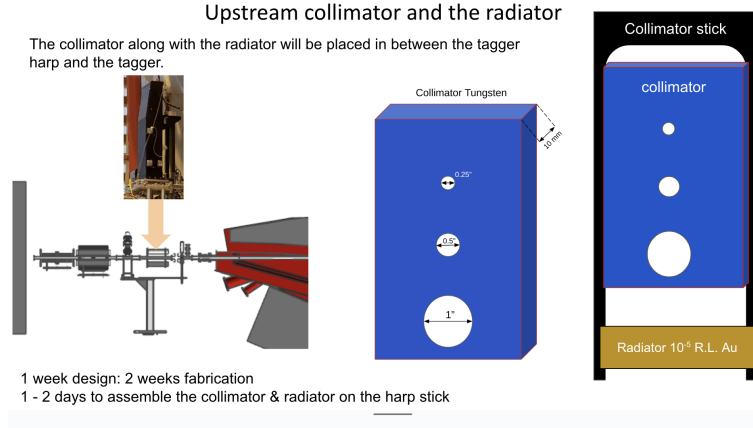 Upstream collimator and the radiator
The collimator along with the radiator will be placed in between the tagger
harp and the tagger.
Collimator Tungsten
10 mm
0.25"
0.5"
1"
Collimator stick
collimator
Radiator 10⁻⁵ R.L. Au
1 week design: 2 weeks fabrication
1 - 2 days to assemble the collimator & radiator on the harp stick